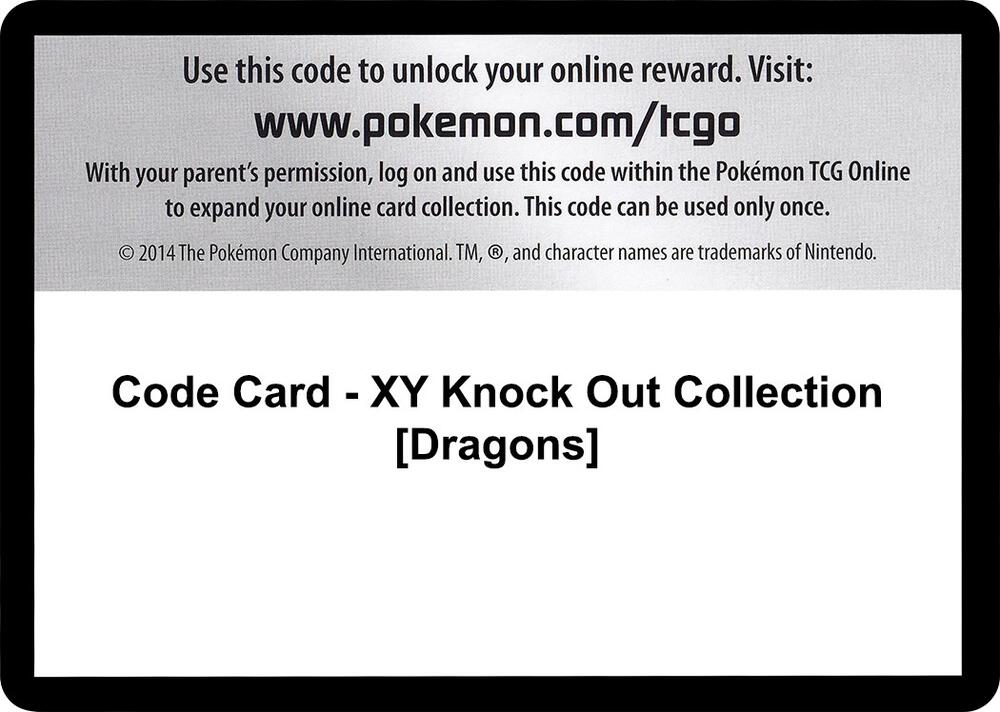 Use this code to unlock your online reward. Visit:
www.pokemon.com/tcgo
With your parent's permission, log on and use this code within the Pokémon TCG Online
to expand your online card collection. This code can be used only once.
© 2014 The Pokémon Company International. TM, ®, and character names are trademarks of Nintendo.
Code Card - XY Knock Out Collection
[Dragons]